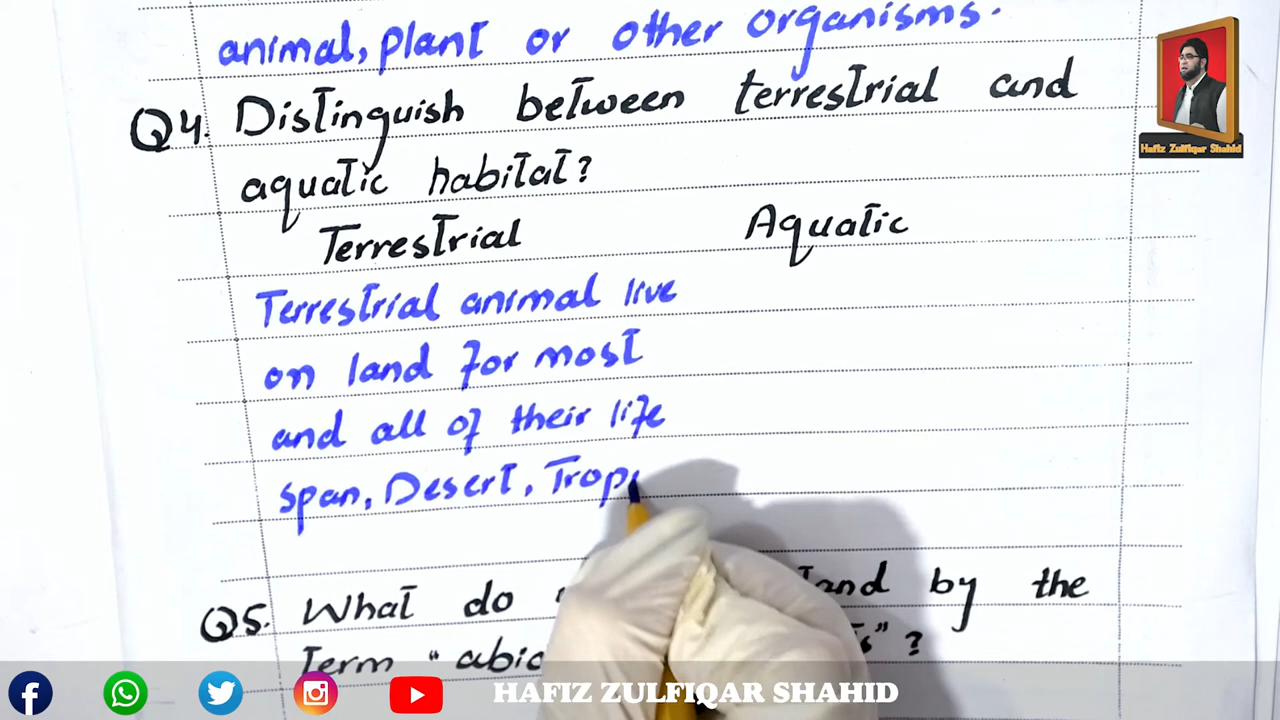 animal, plant or other organisms.
Q4. Distinguish between terrestrial and
aquatic habitat?
Terrestrial Aquatic
Terrestrial animal live
on land for most
and all of their life
span, Desert, Trop
Q5. What do by the
term "
?
Hafiz Zulfiqar Shahid
HAFIZ ZULFIQAR SHAHID